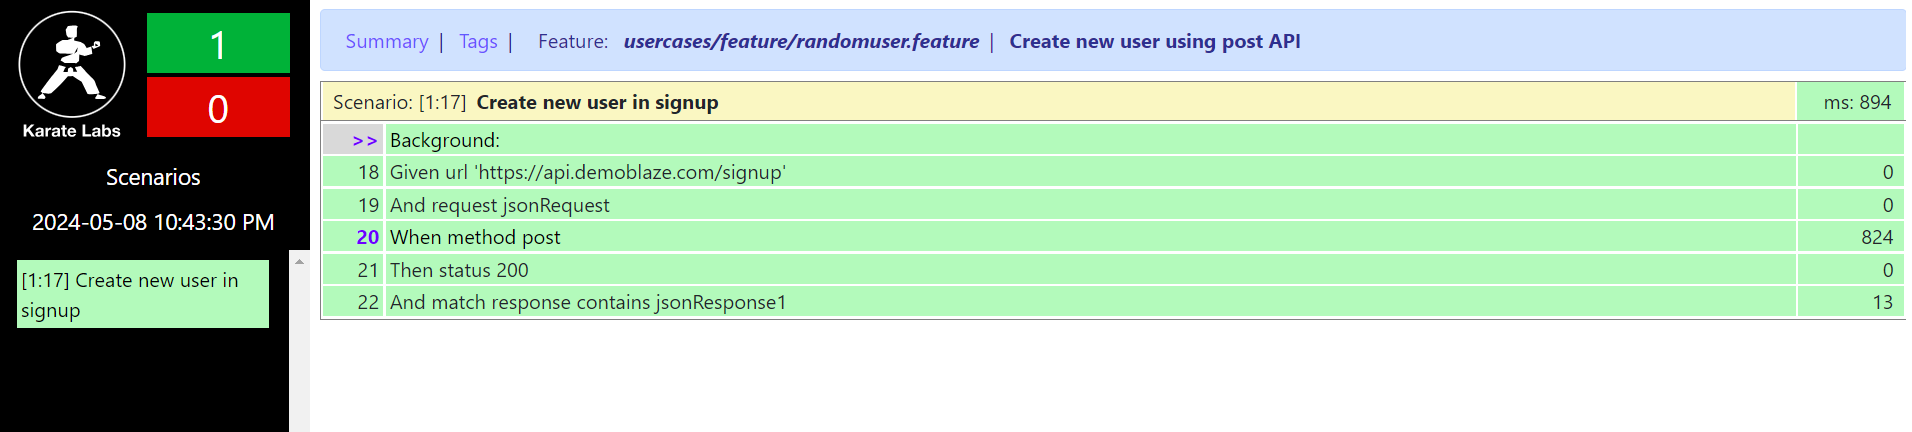 Karate Labs
1
0
Scenarios
2024-05-08 10:43:30 PM
[1:17] Create new user in
signup
Summary | Tags | Feature: usercases/feature/randomuser.feature | Create new user using post API
Scenario: [1:17] Create new user in signup ms: 894
>> Background:
18 Given url 'https://api.demoblaze.com/signup' 0
19 And request jsonRequest 0
20 When method post 824
21 Then status 200 0
22 And match response contains jsonResponse1 13